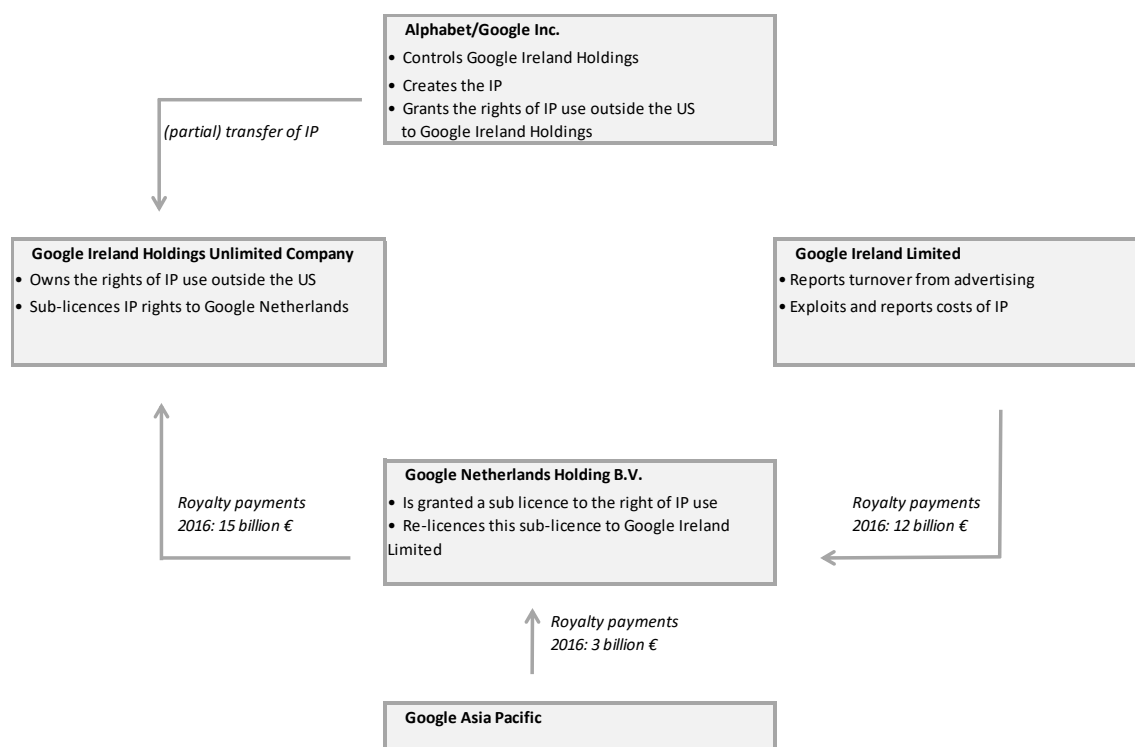 Alphabet/Google Inc.
• Controls Google Ireland Holdings
• Creates the IP
• Grants the rights of IP use outside the US
to Google Ireland Holdings
(partial) transfer of IP
Google Ireland Holdings Unlimited Company
• Owns the rights of IP use outside the US
• Sub-licences IP rights to Google Netherlands
Google Ireland Limited
• Reports turnover from advertising
• Exploits and reports costs of IP
Royalty payments
2016: 15 billion €
Google Netherlands Holding B.V.
• Is granted a sub licence to the right of IP use
• Re-licences this sub-licence to Google Ireland
Limited
Royalty payments
2016: 12 billion €
Royalty payments
2016: 3 billion €
Google Asia Pacific